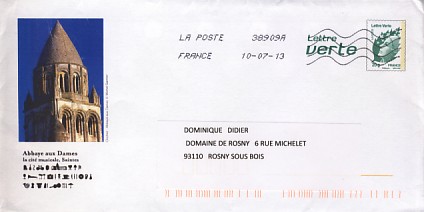 LA POSTE 38909A
FRANCE 10-07-13
Lettre
verte
Lettre Verte
FRANCE
DOMINIQUE DIDIER
DOMAINE DE ROSNY 6 RUE MICHELET
93110 ROSNY SOUS BOIS
Abbaye aux Dames
la cité musicale, Saintes